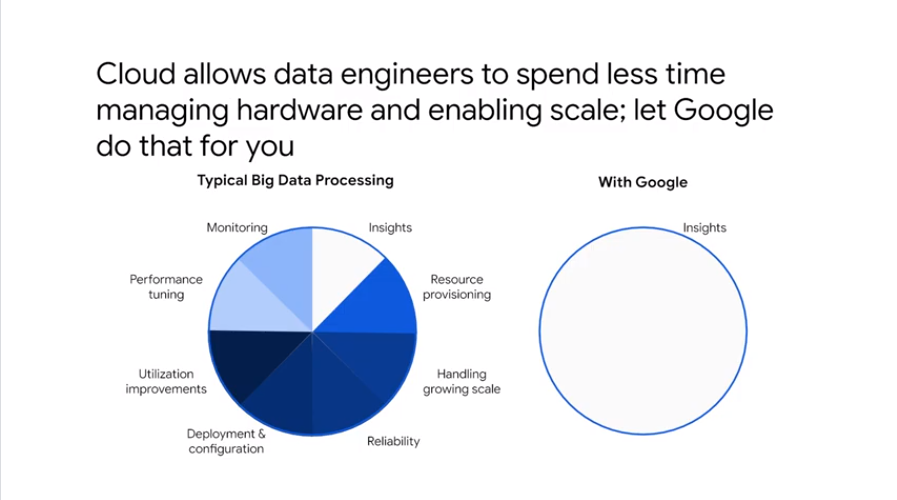 Cloud allows data engineers to spend less time
managing hardware and enabling scale; let Google
do that for you
Typical Big Data Processing
Monitoring
Insights
Performance
tuning
Resource
provisioning
Utilization
improvements
Handling
growing scale
Deployment &
configuration
Reliability
With Google
Insights